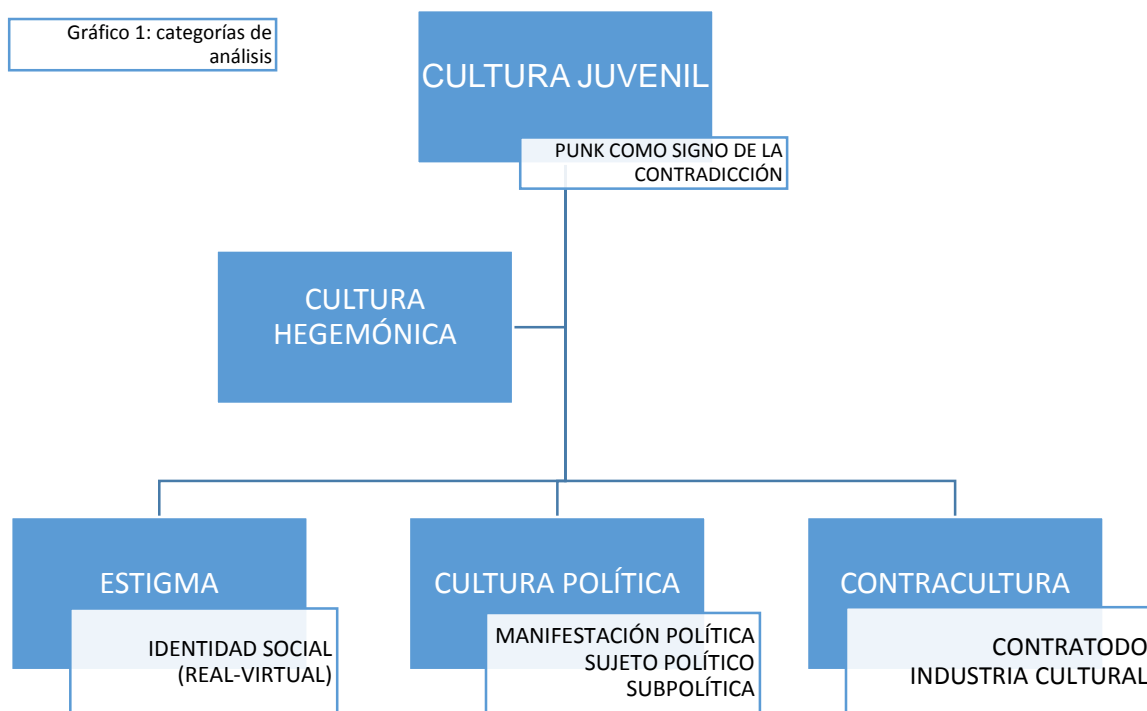 Gráfico 1: categorías de
análisis
CULTURA JUVENIL
PUNK COMO SIGNO DE LA
CONTRADICCIÓN
CULTURA
HEGEMÓNICA
ESTIGMA
IDENTIDAD SOCIAL
(REAL-VIRTUAL)
CULTURA POLÍTICA
MANIFESTACIÓN POLÍTICA
SUJETO POLÍTICO
SUBPOLÍTICA
CONTRACULTURA
CONTRATODO
INDUSTRIA CULTURAL